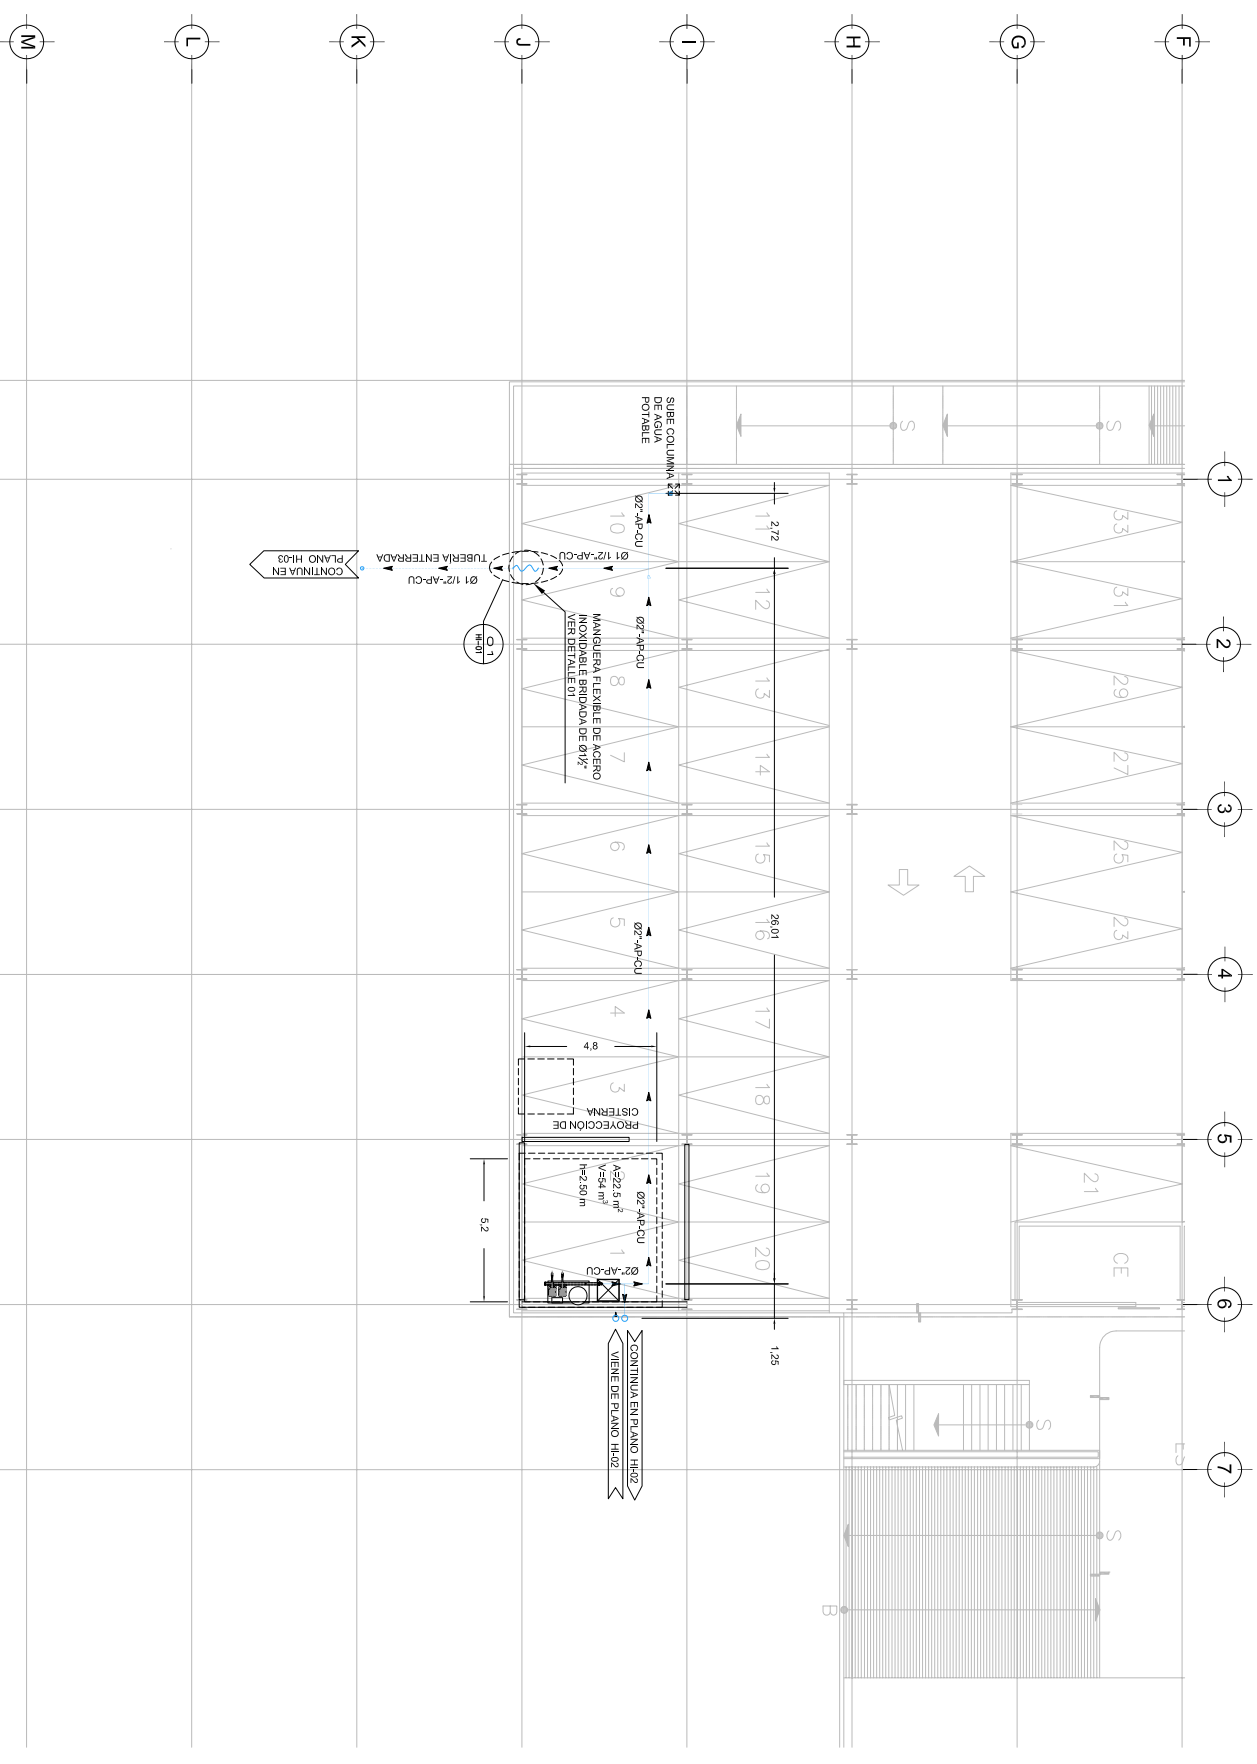 M
L
K
J
I
H
G
F
1
2
3
4
5
6
7
S
S
S
S
B
ES
SUBE COLUMNA
DE AGUA
POTABLE
Ø2"-AP-CU
2,72
10
11
33
9
12
31
8
13
29
7
14
27
6
15
25
5
16
23
4
17
3
18
19
21
1
20
CE
CONTINUA EN
PLANO HI-03
TUBERÍA ENTERRADA
Ø1 1/2"-AP-CU
Ø1 1/2"-AP-CU
0 1
HI-01
MANGUERA FLEXIBLE DE ACERO
INOXIDABLE BRIDADA DE Ø1½"
VER DETALLE 01
Ø2"-AP-CU
26,01
Ø2"-AP-CU
4,8
PROYECCIÓN DE
CISTERNA
A=22.5 m²
V=54 m³
h=2.50 m
Ø2"-AP-CU
Ø2"-AP-CU
5,2
1,25
CONTINUA EN PLANO HI-02
VIENE DE PLANO HI-02